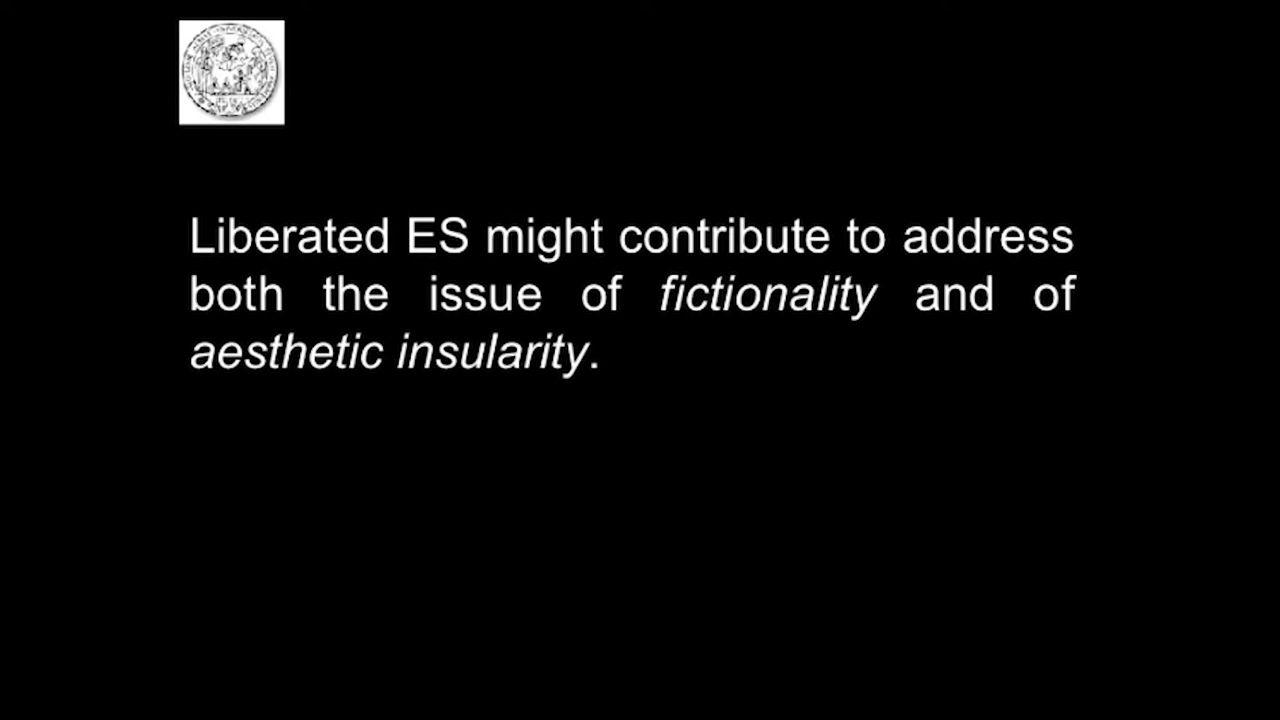 Liberated ES might contribute to address
both the issue of fictionality and of
aesthetic insularity.